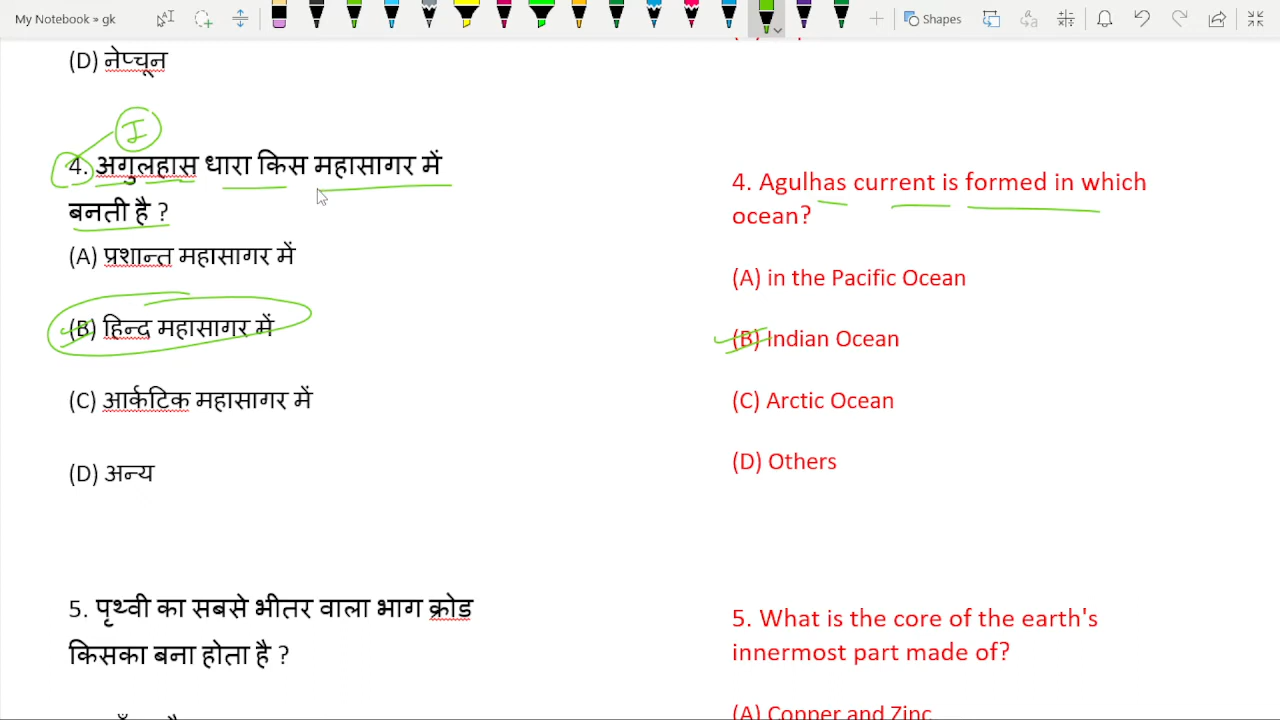 My Notebook » gk
Shapes
(D) नेप्चून
I
4. अगुलहास धारा किस महासागर में
बनती है ?
(A) प्रशान्त महासागर में
(B) हिन्द महासागर में
(C) आर्कटिक महासागर में
(D) अन्य
5. पृथ्वी का सबसे भीतर वाला भाग क्रोड
किसका बना होता है ?
4. Agulhas current is formed in which
ocean?
(A) in the Pacific Ocean
(B) Indian Ocean
(C) Arctic Ocean
(D) Others
5. What is the core of the earth's
innermost part made of?
(A) Copper and Zinc